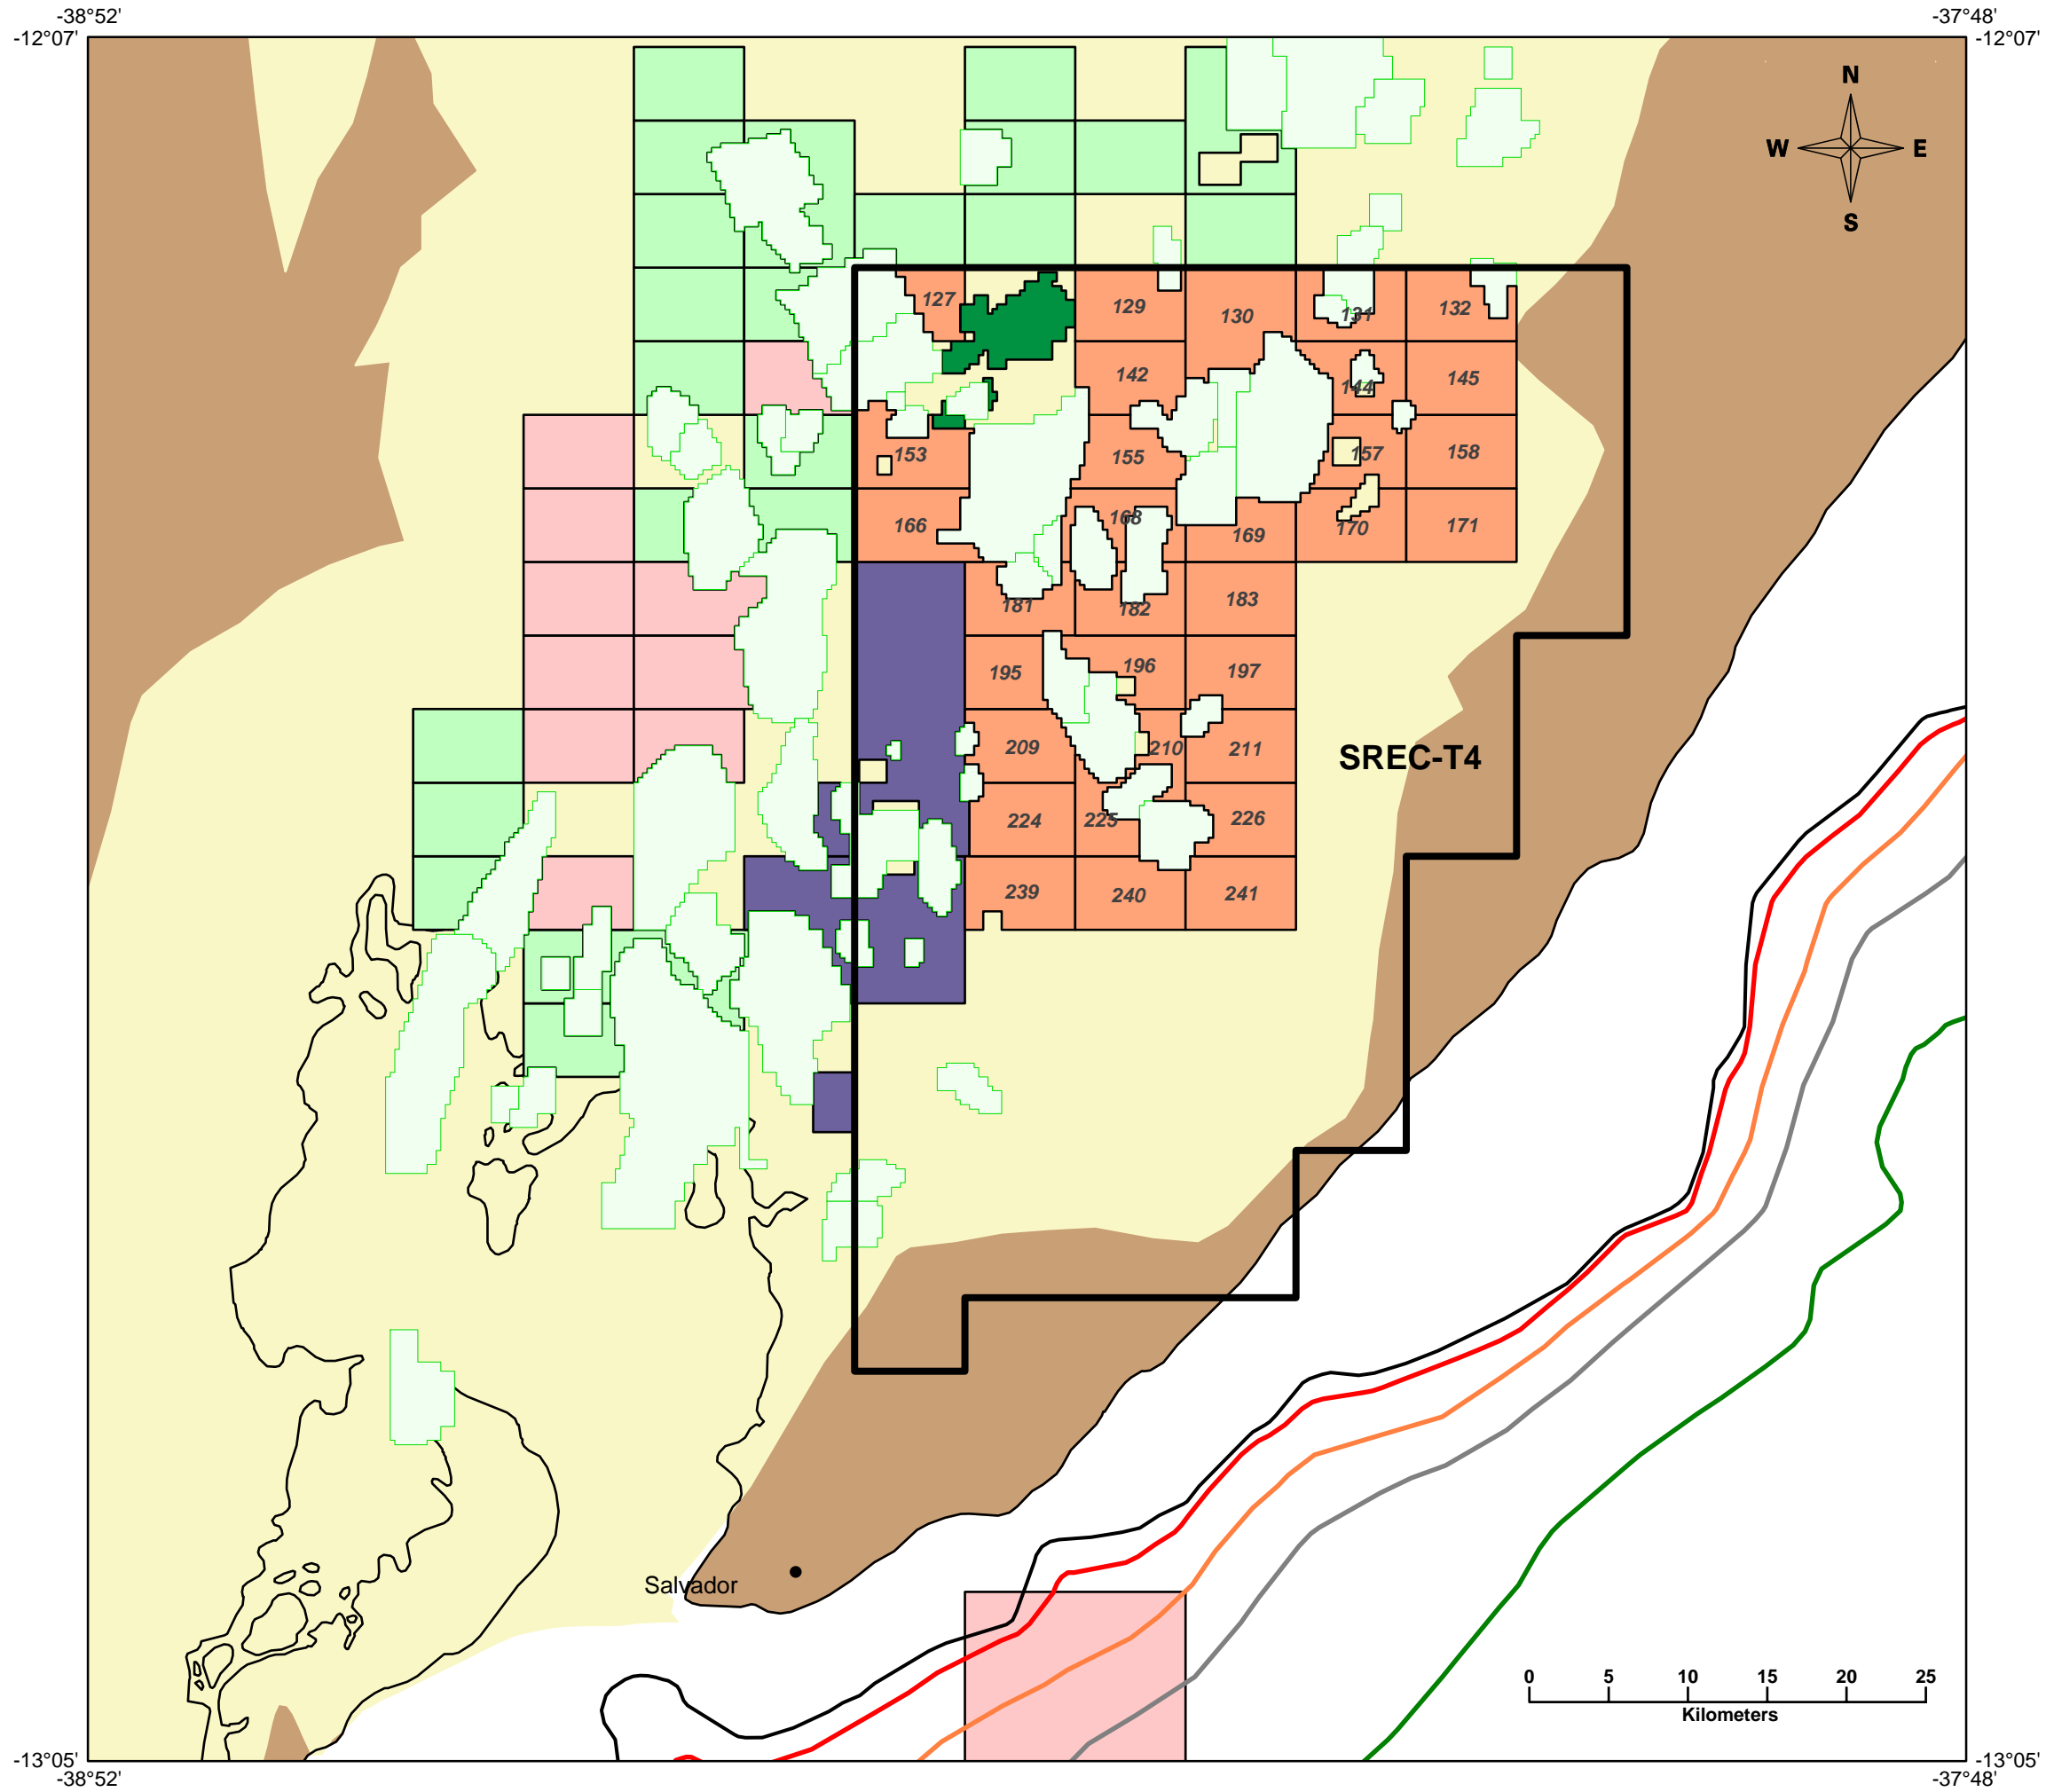 -38°52' -37°48'
-12°07' -12°07'
N
W E
S
127 129 130 131 132
142 144 145
153 155 157 158
166 168 169 170 171
181 182 183
195 196 197
209 210 211
SREC-T4
224 225 226
239 240 241
Salvador
0 5 10 15 20 25
Kilometers
-13°05' -13°05'
-38°52' -37°48'